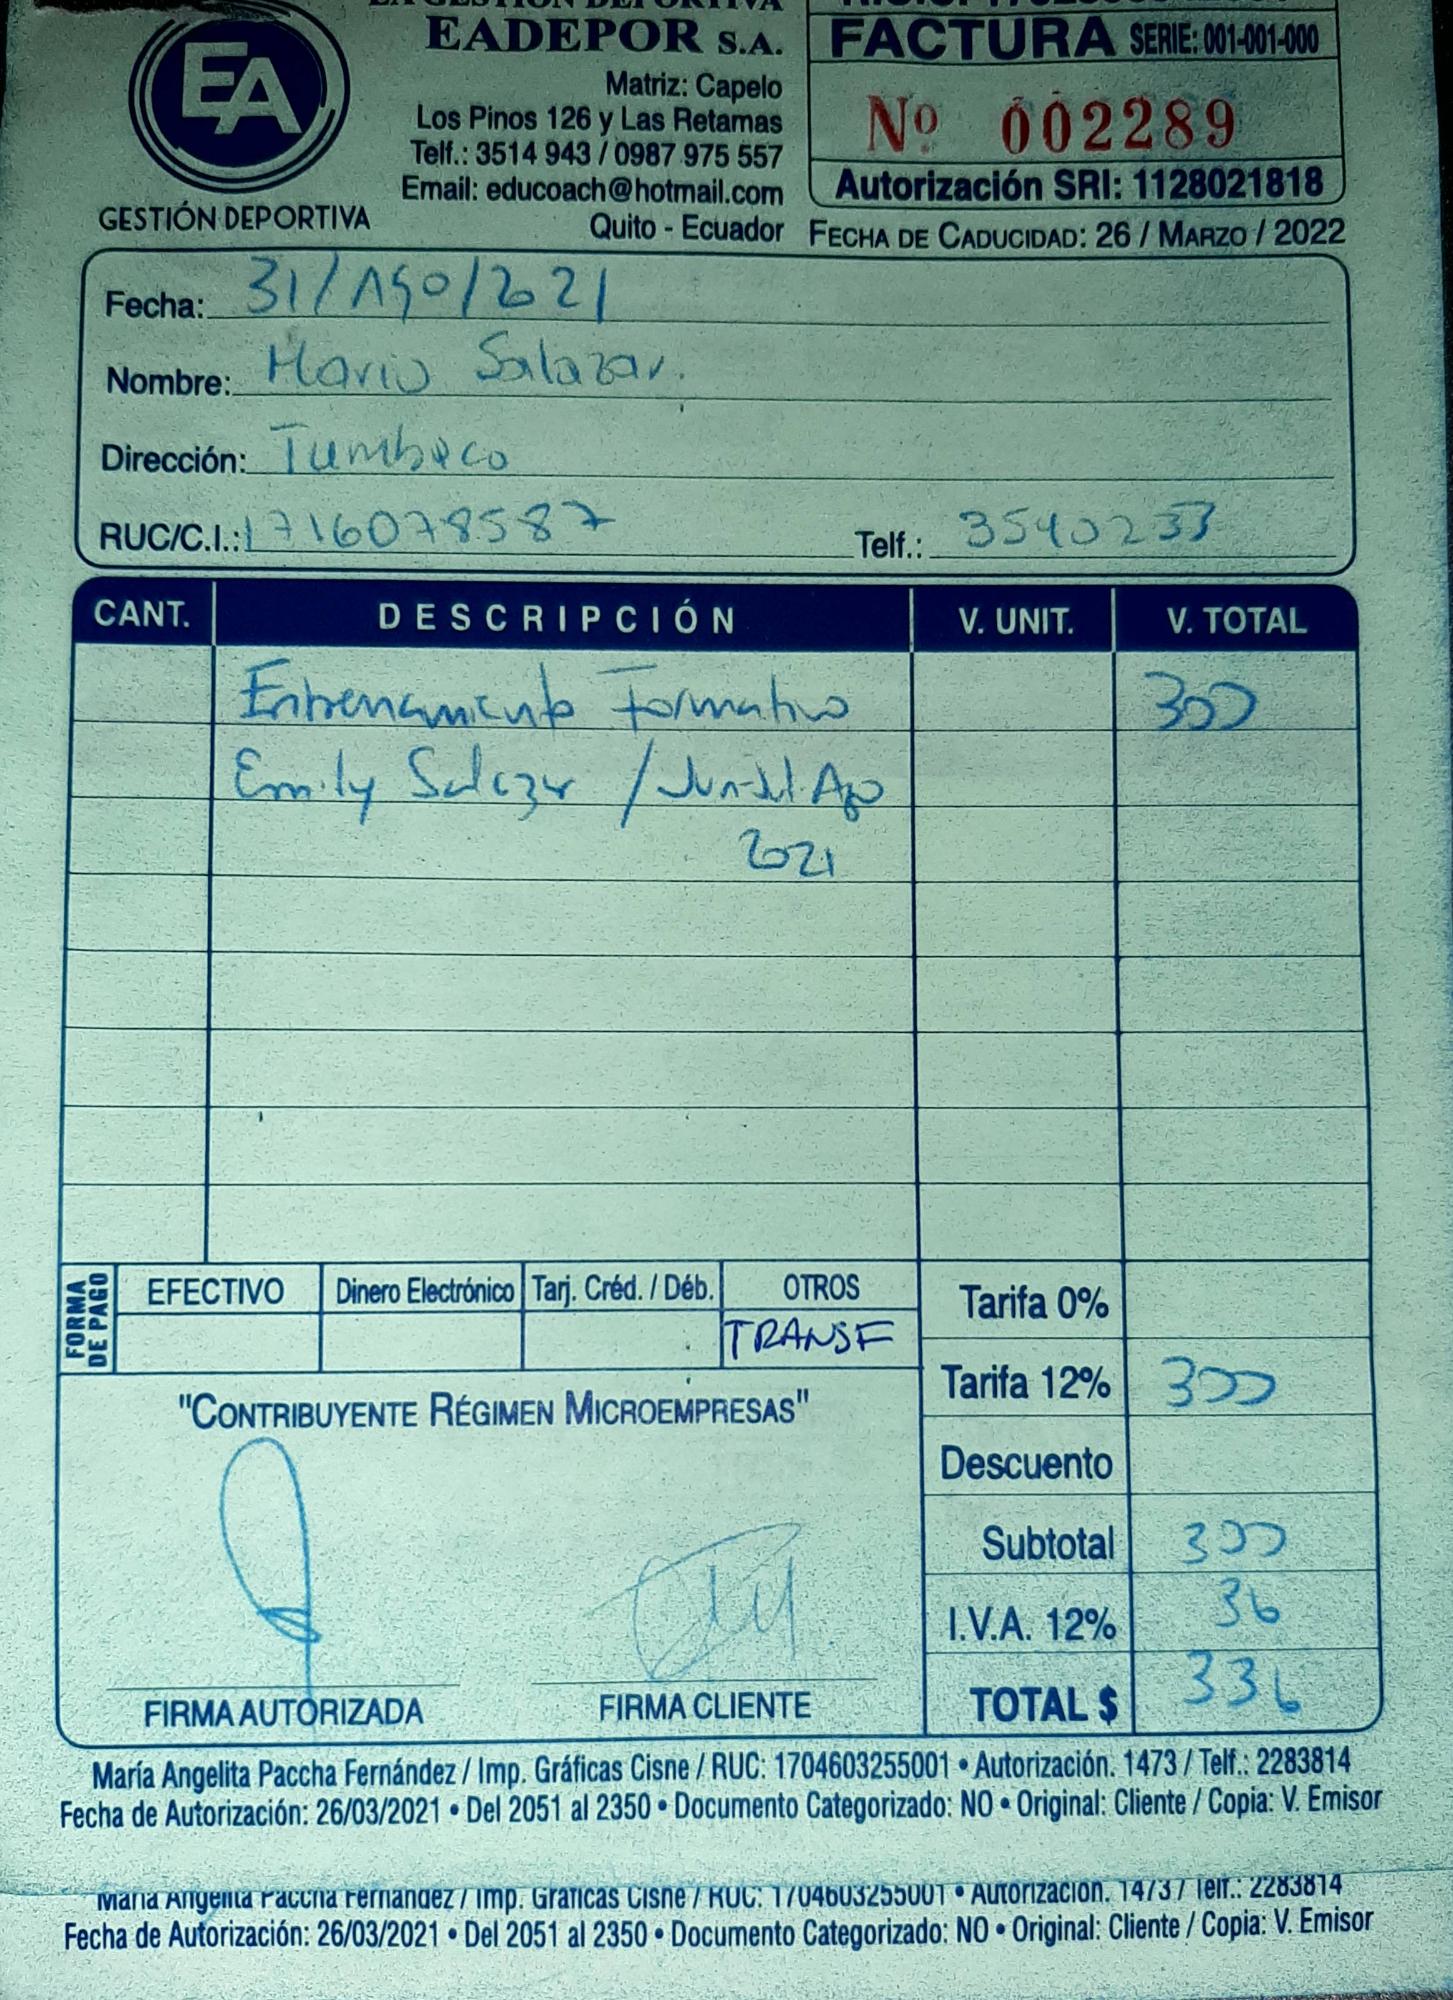 EADEPOR S.A.
Matriz: Capelo
Los Pinos 126 y Las Retamas
Telf.: 3514 943 / 0987 975 557
Email: educoach@hotmail.com
Quito - Ecuador
EA
GESTIÓN DEPORTIVA
FACTURA SERIE: 001-001-000
Nº 002289
Autorización SRI: 1128021818
FECHA DE CADUCIDAD: 26 / MARZO / 2022
Fecha: 31/Ago/2021
Nombre: Mario Salazar.
Dirección: Tumbaco
RUC/C.I.: 1716078587 Telf.: 3540233
CANT. DESCRIPCIÓN V. UNIT. V. TOTAL
Entrenamiento Formativo 300
Emily Salazar / Jun-Jul-Ago
2021
FORMA DE PAGO
EFECTIVO Dinero Electrónico Tarj. Créd. / Déb. OTROS
TRANSF
Tarifa 0%
Tarifa 12% 300
Descuento
Subtotal 300
I.V.A. 12% 36
TOTAL $ 336
"CONTRIBUYENTE RÉGIMEN MICROEMPRESAS"
FIRMA AUTORIZADA FIRMA CLIENTE
María Angelita Paccha Fernández / Imp. Gráficas Cisne / RUC: 1704603255001 • Autorización. 1473 / Telf.: 2283814
Fecha de Autorización: 26/03/2021 • Del 2051 al 2350 • Documento Categorizado: NO • Original: Cliente / Copia: V. Emisor
María Angelita Paccha Fernández / Imp. Gráficas Cisne / RUC: 1704603255001 • Autorización. 1473 / Telf.: 2283814
Fecha de Autorización: 26/03/2021 • Del 2051 al 2350 • Documento Categorizado: NO • Original: Cliente / Copia: V. Emisor